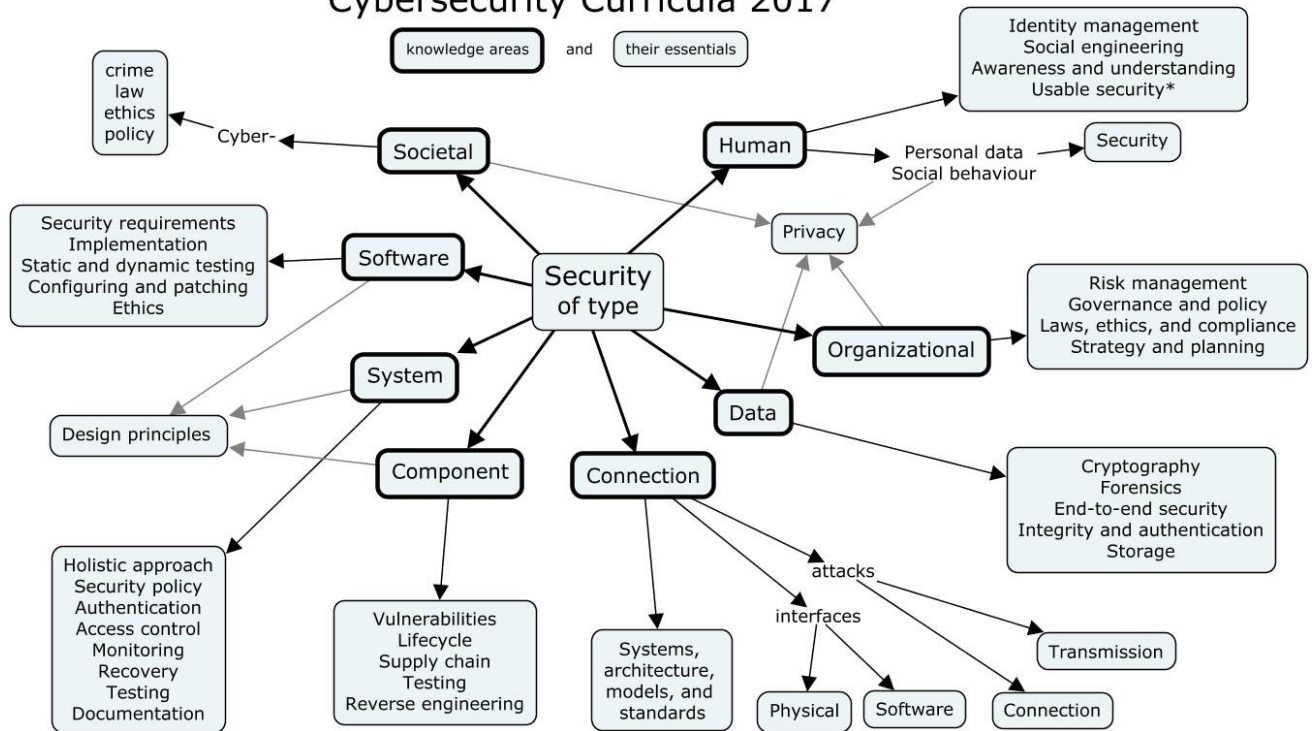 Cybersecurity Curricula 2017
knowledge areas and their essentials
crime
law
ethics
policy
Cyber-
Societal
Human
Identity management
Social engineering
Awareness and understanding
Usable security*
Personal data
Social behaviour
Security
Privacy
Security requirements
Implementation
Static and dynamic testing
Configuring and patching
Ethics
Software
Security
of type
Organizational
Risk management
Governance and policy
Laws, ethics, and compliance
Strategy and planning
System
Data
Design principles
Component
Connection
Cryptography
Forensics
End-to-end security
Integrity and authentication
Storage
Holistic approach
Security policy
Authentication
Access control
Monitoring
Recovery
Testing
Documentation
Vulnerabilities
Lifecycle
Supply chain
Testing
Reverse engineering
Systems,
architecture,
models, and
standards
attacks
interfaces
Physical
Software
Connection
Transmission